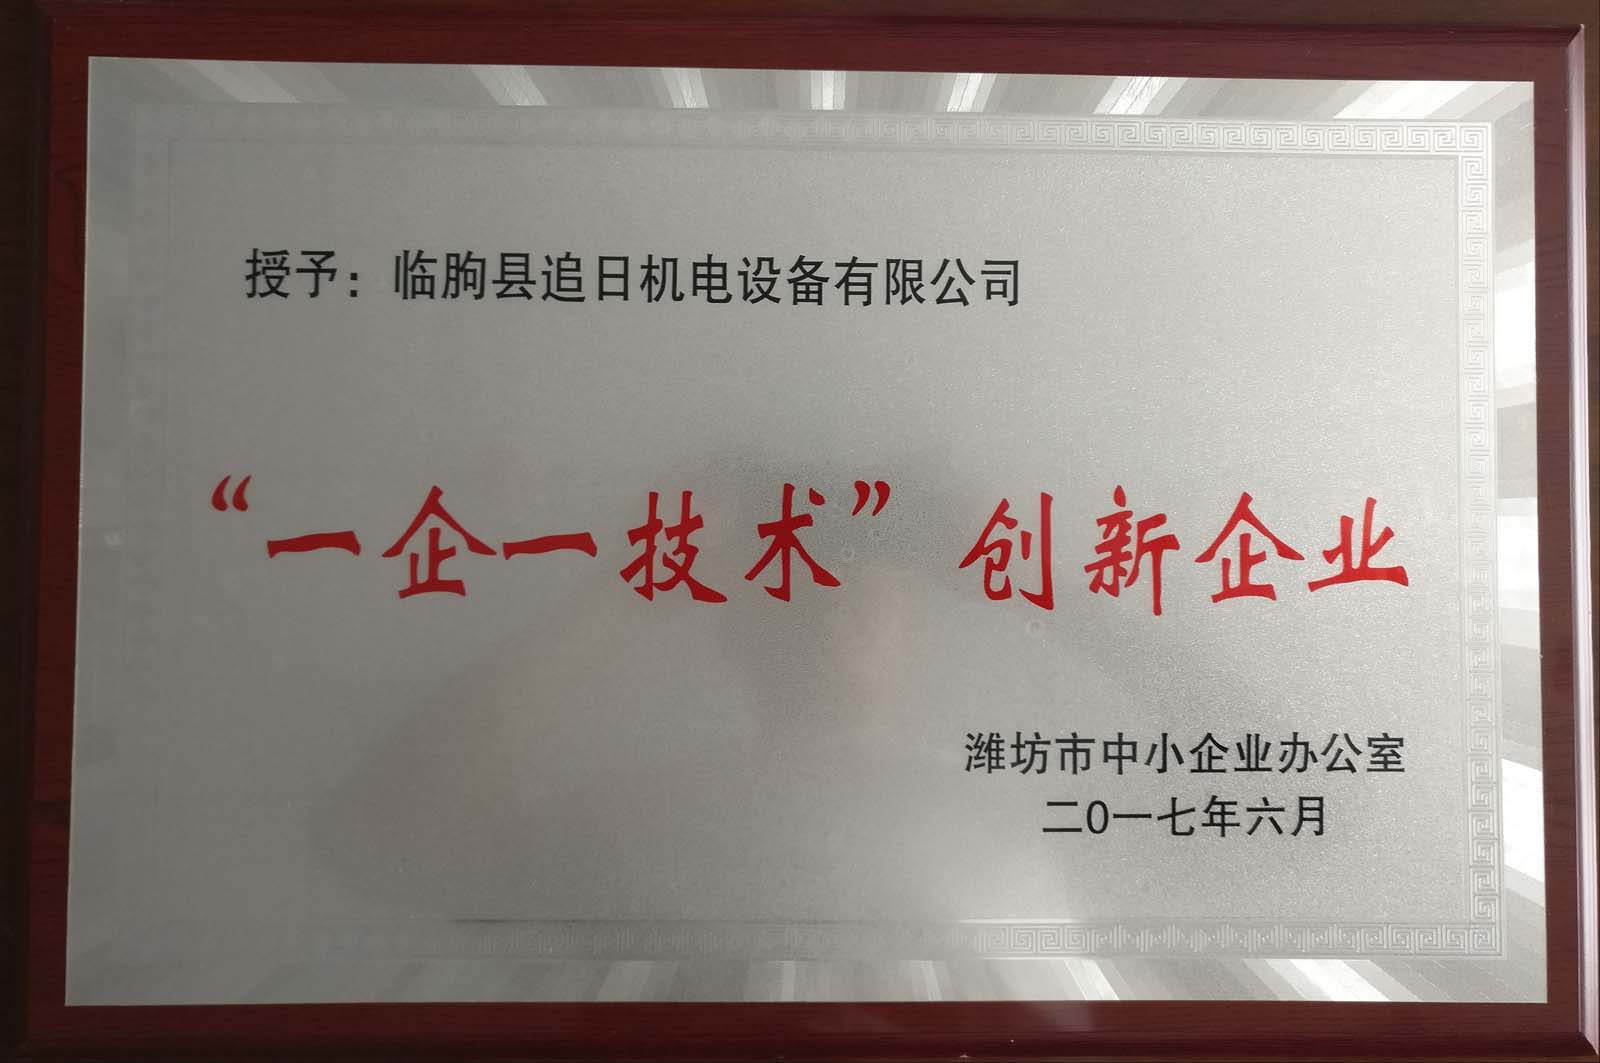 授予：临朐县追日机电设备有限公司
“一企一技术”创新企业
潍坊市中小企业办公室
二0一七年六月